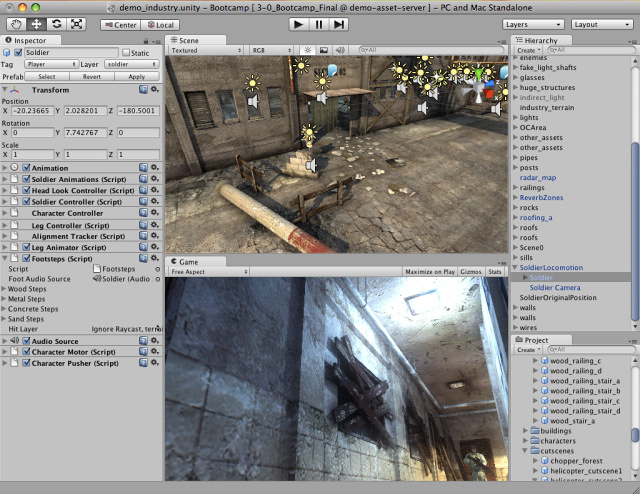 demo_industry.unity - Bootcamp [ 3-0_Bootcamp_Final @ demo-asset-server ] - PC and Mac Standalone
Center Local Layers Layout
Inspector
Soldier Static
Tag Player Layer soldier
Prefab Select Revert Apply
Transform
Position
X -20.23665 Y 2.028201 Z -180.5001
Rotation
X 0 Y 7.742767 Z 0
Scale
X 1 Y 1 Z 1
Animation
Soldier Animations (Script)
Head Look Controller (Script)
Soldier Controller (Script)
Character Controller
Leg Controller (Script)
Alignment Tracker (Script)
Leg Animator (Script)
Footsteps (Script)
Script Footsteps
Foot Audio Source Soldier (Audio
Wood Steps
Metal Steps
Concrete Steps
Sand Steps
Hit Layer Ignore Raycast, terr
Audio Source
Character Motor (Script)
Character Pusher (Script)
Scene
Textured RGB All
Game
Free Aspect Maximize on Play Gizmos Stats
Hierarchy
Create All
enemies
fake_light_shafts
glasses
huge_structures
indirect_light
industry_terrain
lights
OCArea
other_assets
other_assets
pipes
posts
radar_map
railings
ReverbZones
rocks
roofing_a
roofs
roofs
Scene0
sills
SoldierLocomotion
Soldier
Soldier Camera
SoldierOriginalPosition
walls
walls
wires
Project
Create All
wood_railing_c
wood_railing_d
wood_railing_stair_a
wood_railing_stair_b
wood_railing_stair_c
wood_railing_stair_d
wood_stair_a
buildings
characters
cutscenes
chopper_forest
helicopter_cutscene1